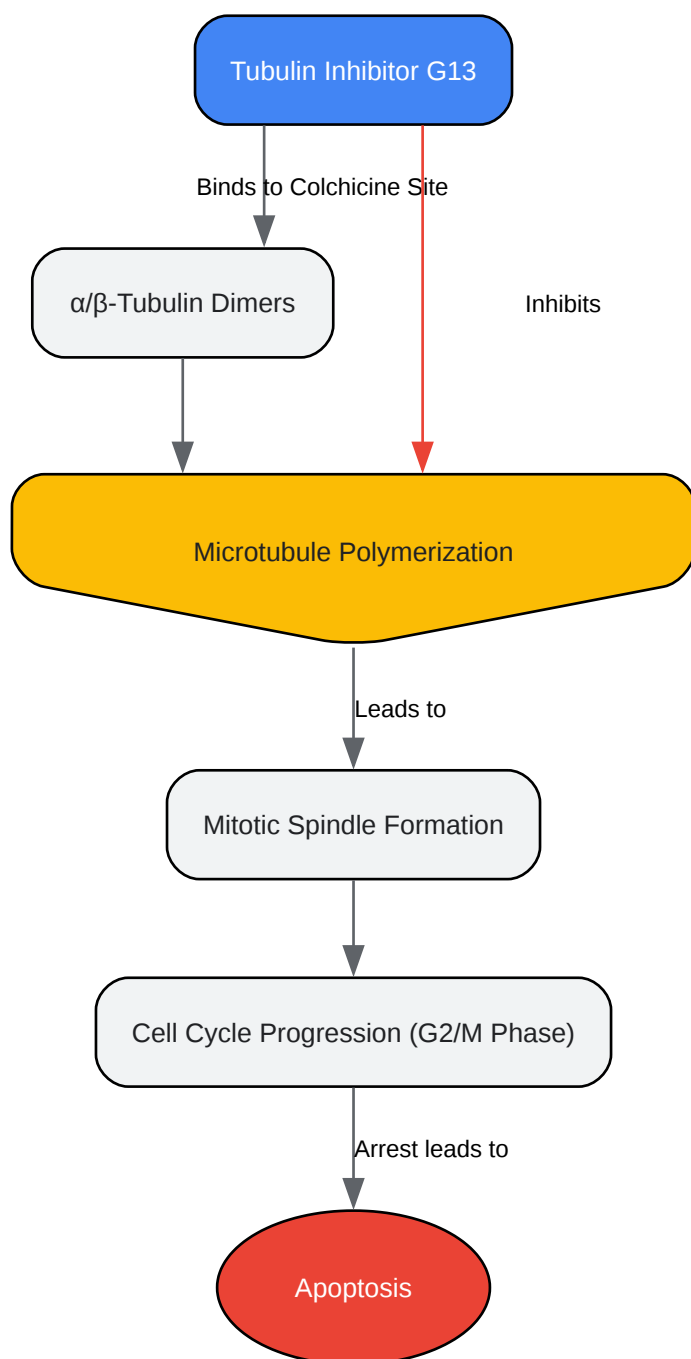 Tubulin Inhibitor G13
Binds to Colchicine Site
α/β-Tubulin Dimers
Inhibits
Microtubule Polymerization
Leads to
Mitotic Spindle Formation
Cell Cycle Progression (G2/M Phase)
Arrest leads to
Apoptosis